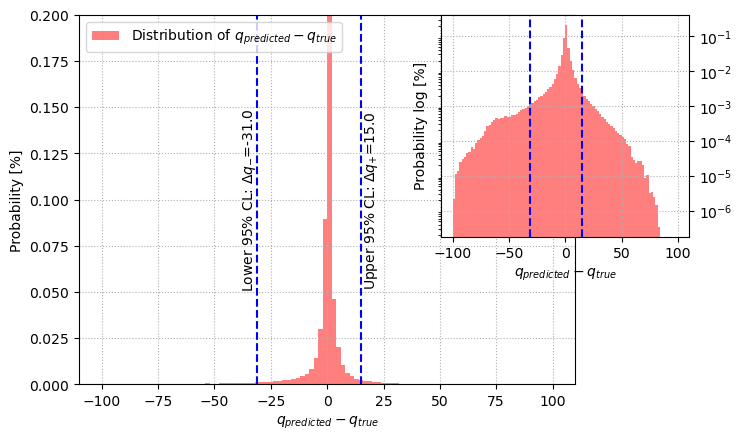 Distribution of q_predicted − q_true
Probability [%]
0.200
0.175
0.150
0.125
0.100
0.075
0.050
0.025
0.000
Lower 95% CL: Δq₋=-31.0
Upper 95% CL: Δq₊=15.0
−100 −75 −50 −25 0 25 50 75 100
q_predicted − q_true
Probability log [%]
10⁻¹
10⁻²
10⁻³
10⁻⁴
10⁻⁵
10⁻⁶
−100 −50 0 50 100
q_predicted − q_true